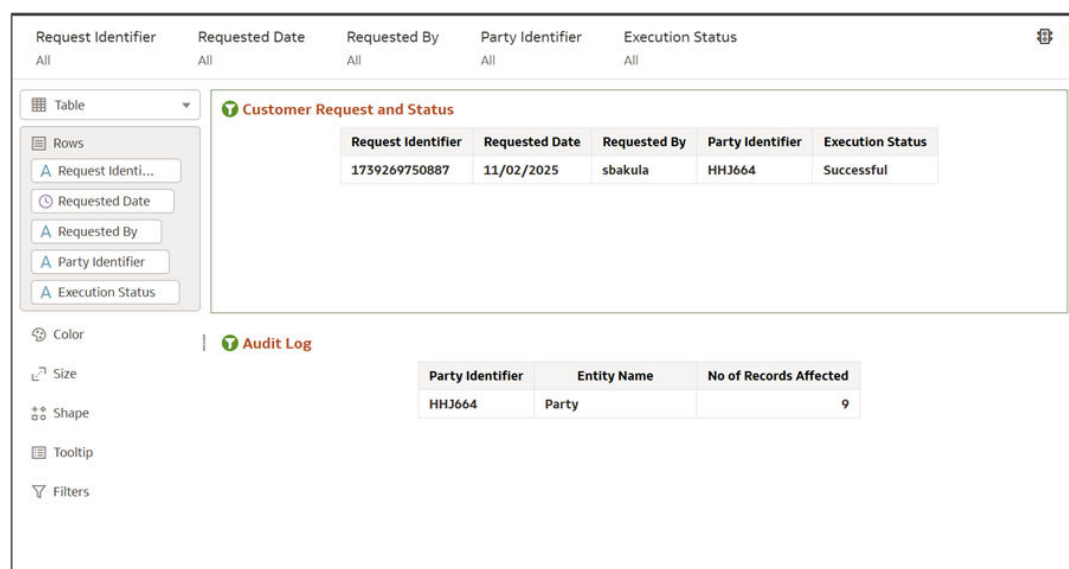 Request Identifier Requested Date Requested By Party Identifier Execution Status
All All All All All
Table
Rows
A Request Identi...
Requested Date
A Requested By
A Party Identifier
A Execution Status
Color
Size
Shape
Tooltip
Filters
Customer Request and Status
Request Identifier Requested Date Requested By Party Identifier Execution Status
1739269750887 11/02/2025 sbakula HHJ664 Successful
Audit Log
Party Identifier Entity Name No of Records Affected
HHJ664 Party 9